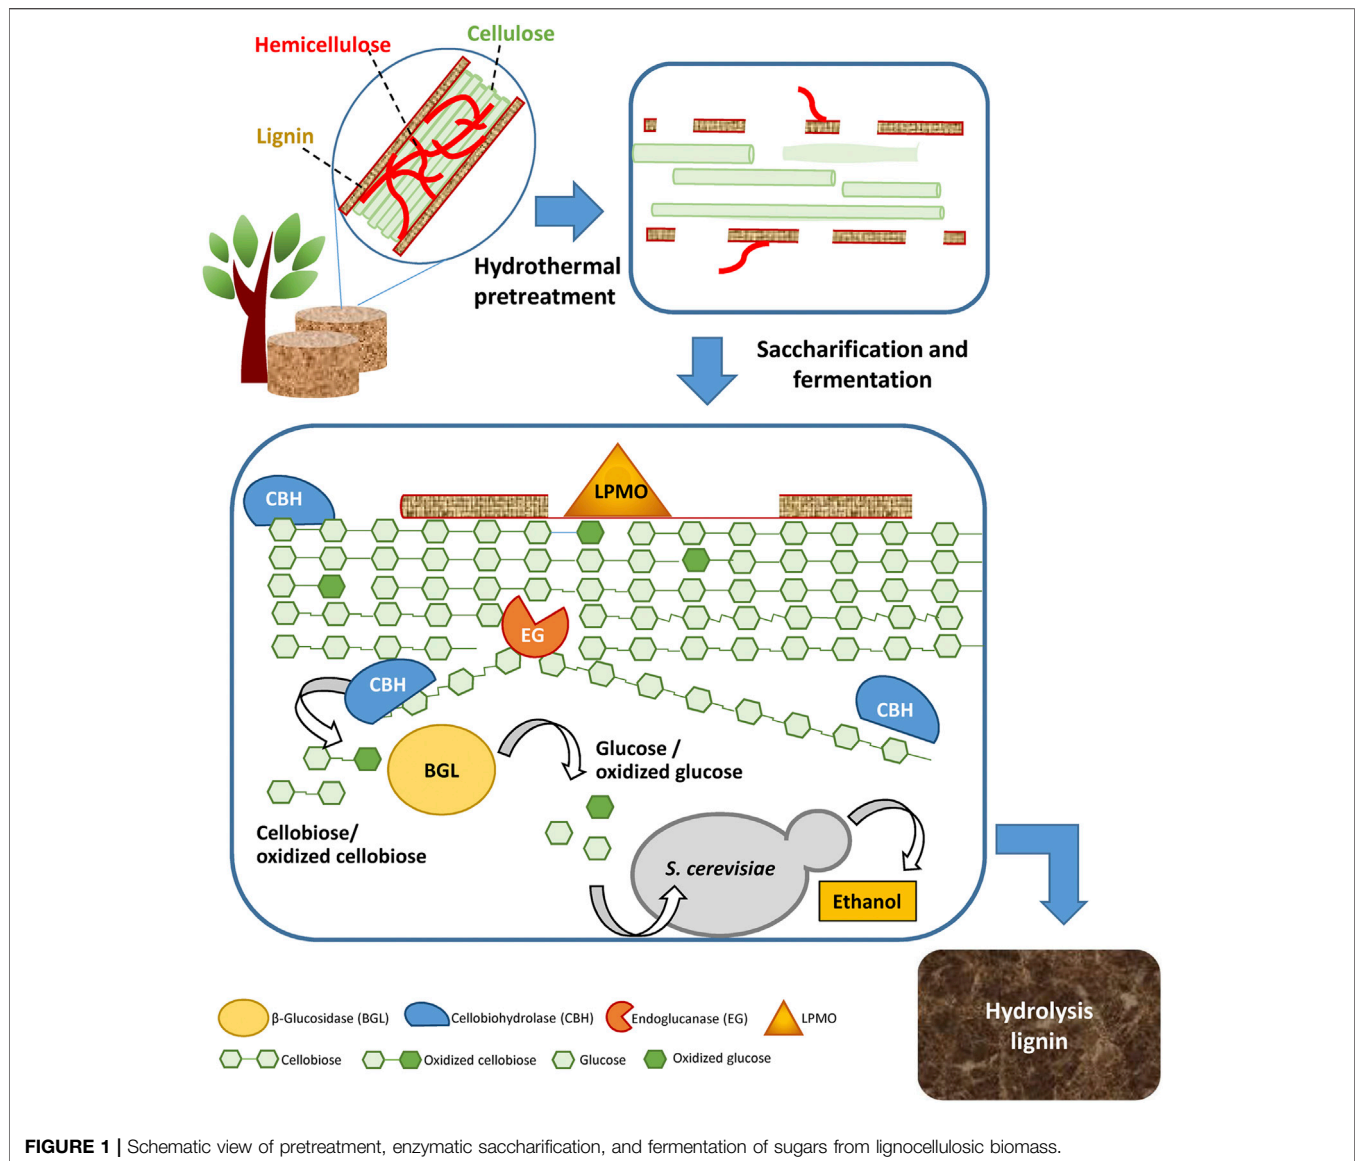 Hemicellulose
Cellulose
Lignin
Hydrothermal
pretreatment
Saccharification and
fermentation
CBH
LPMO
EG
CBH
CBH
BGL
Glucose /
oxidized glucose
Cellobiose/
oxidized cellobiose
S. cerevisiae
Ethanol
Hydrolysis
lignin
β-Glucosidase (BGL)
Cellobiohydrolase (CBH)
Endoglucanase (EG)
LPMO
Cellobiose
Oxidized cellobiose
Glucose
Oxidized glucose
FIGURE 1 | Schematic view of pretreatment, enzymatic saccharification, and fermentation of sugars from lignocellulosic biomass.